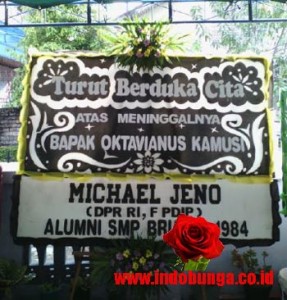 Turut Berduka Cita
ATAS MENINGGALNYA
BAPAK OKTAVIANUS KAMUSI
MICHAEL JENO
(DPR RI, F PDIP)
ALUMNI SMP 1984
www.indobunga.co.id